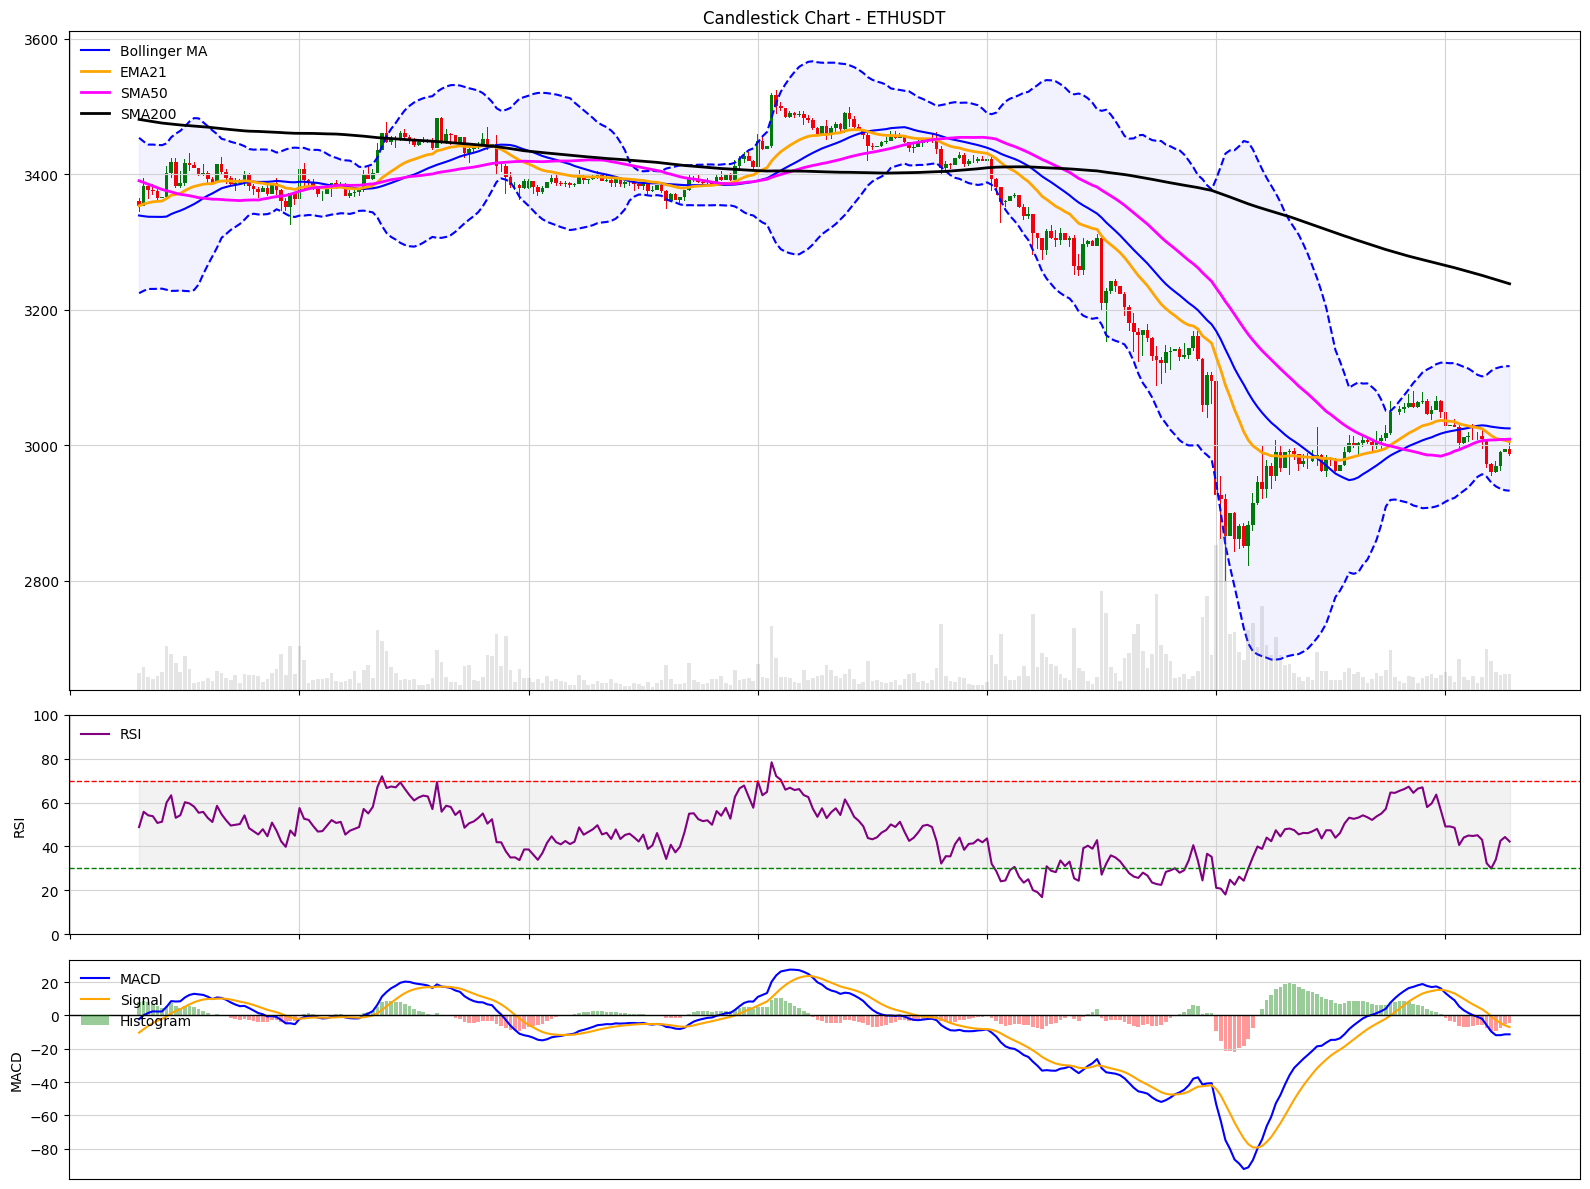 Candlestick Chart - ETHUSDT
3600
3400
3200
3000
2800
Bollinger MA
EMA21
SMA50
SMA200
100
80
60
40
20
0
RSI
RSI
20
0
−20
−40
−60
−80
MACD
MACD
Signal
Histogram